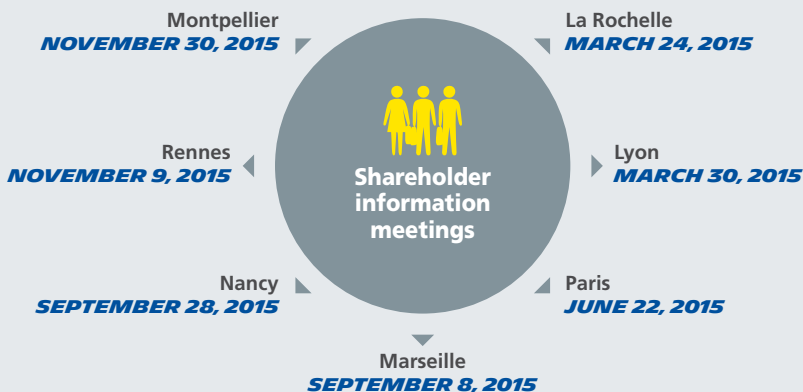 Montpellier
NOVEMBER 30, 2015
La Rochelle
MARCH 24, 2015
Rennes
NOVEMBER 9, 2015
Shareholder
information
meetings
Lyon
MARCH 30, 2015
Nancy
SEPTEMBER 28, 2015
Paris
JUNE 22, 2015
Marseille
SEPTEMBER 8, 2015